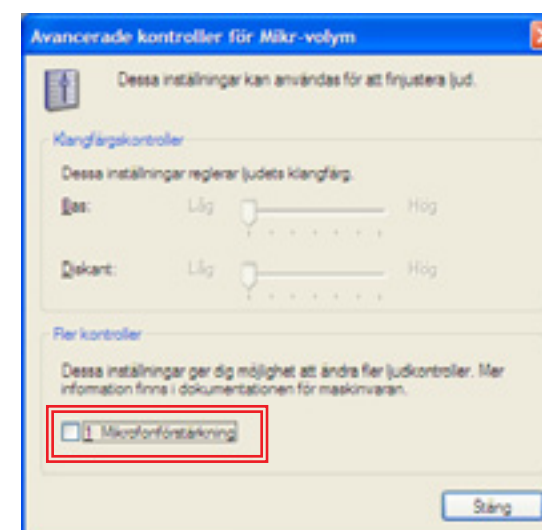 Avancerade kontroller för Mikr-volym
Dessa inställningar kan användas för att finjustera ljud.
Klangfärgskontroller
Dessa inställningar reglerar ljudets klangfärg.
Bas: Låg Hög
Diskant: Låg Hög
Fler kontroller
Dessa inställningar ger dig möjlighet att ändra fler ljudkontroller. Mer
information finns i dokumentationen för maskinvaran.
1 Mikrofonförstärkning
Stäng